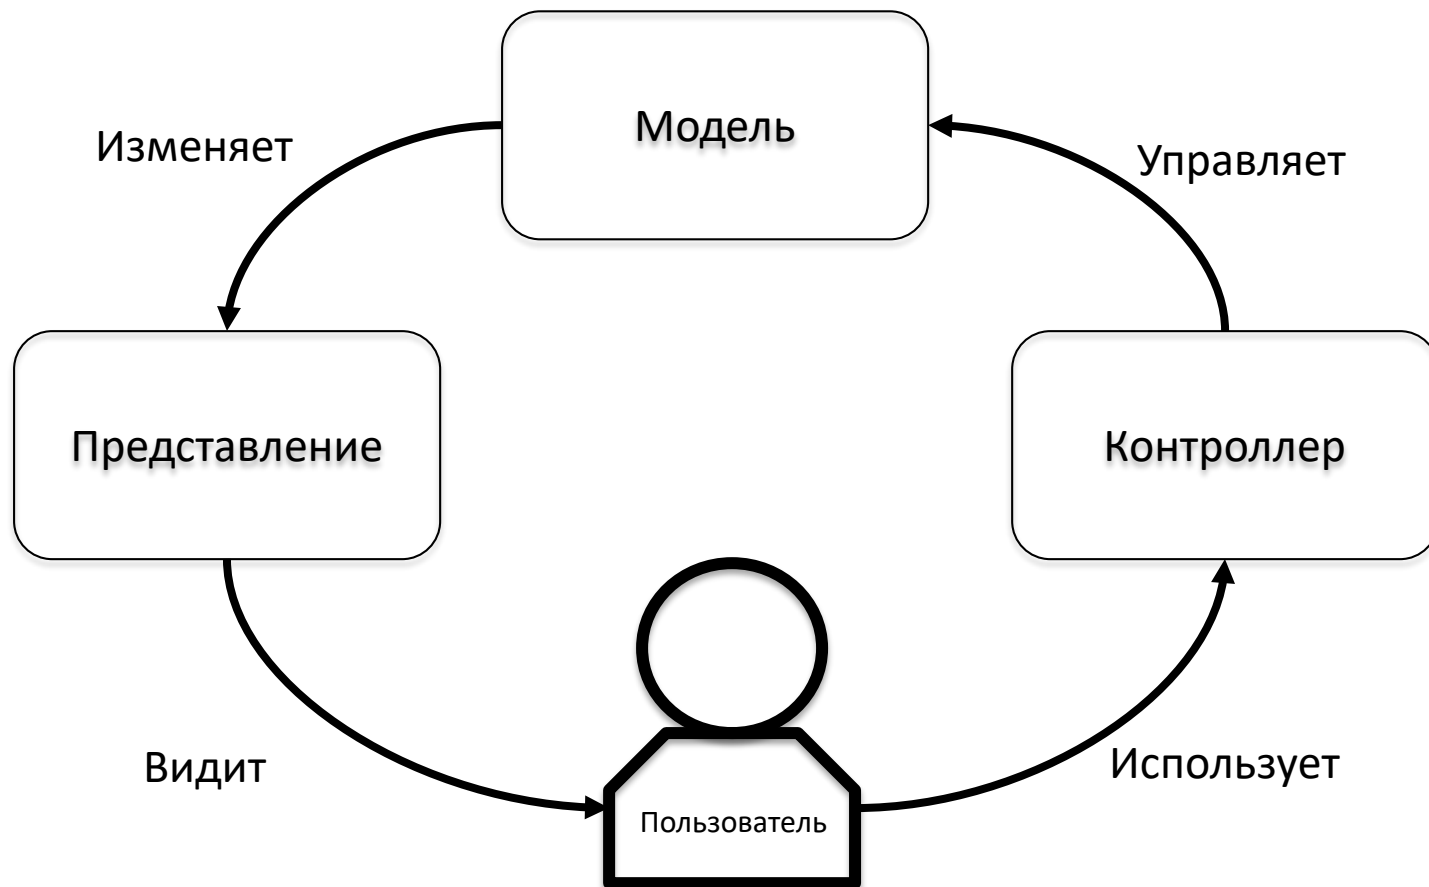 Модель
Изменяет
Управляет
Представление
Контроллер
Видит
Использует
Пользователь